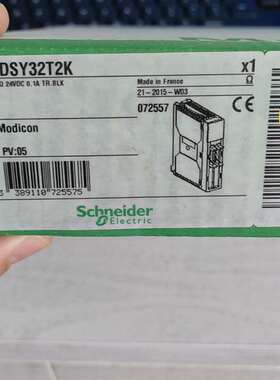 DSY32T2K
Q 24VDC 0.1A TR.BLK
Made in France
x1
21-2015-W03
072557
Modicon
PV:05
3 389110 725575
Schneider
Electric